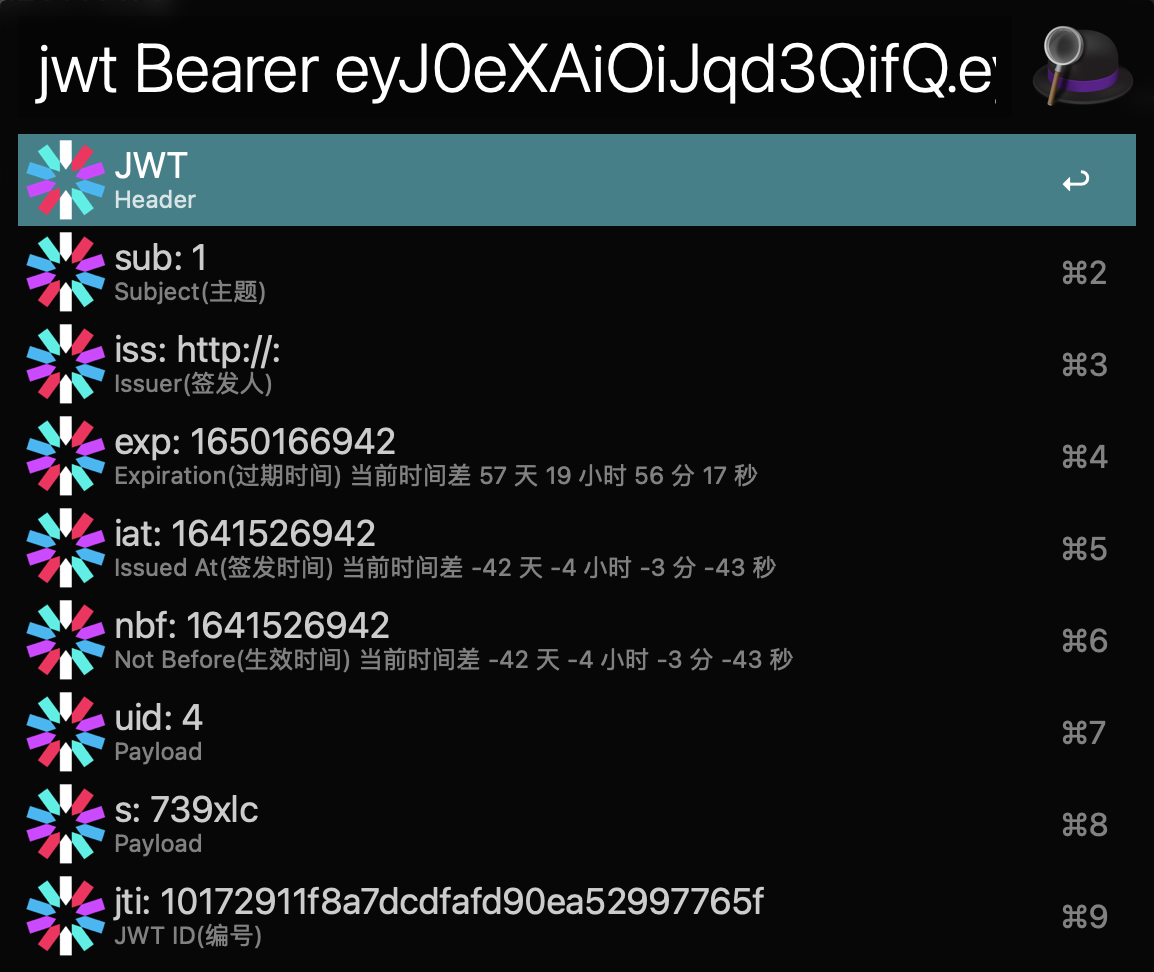 jwt Bearer eyJ0eXAiOiJqd3QifQ.ey
JWT
Header
sub: 1
⌘2
Subject(主题)
iss: http://:
⌘3
Issuer(签发人)
exp: 1650166942
⌘4
Expiration(过期时间) 当前时间差 57 天 19 小时 56 分 17 秒
iat: 1641526942
⌘5
Issued At(签发时间) 当前时间差 -42 天 -4 小时 -3 分 -43 秒
nbf: 1641526942
⌘6
Not Before(生效时间) 当前时间差 -42 天 -4 小时 -3 分 -43 秒
uid: 4
⌘7
Payload
s: 739xlc
⌘8
Payload
jti: 10172911f8a7dcdfafd90ea52997765f
⌘9
JWT ID(编号)